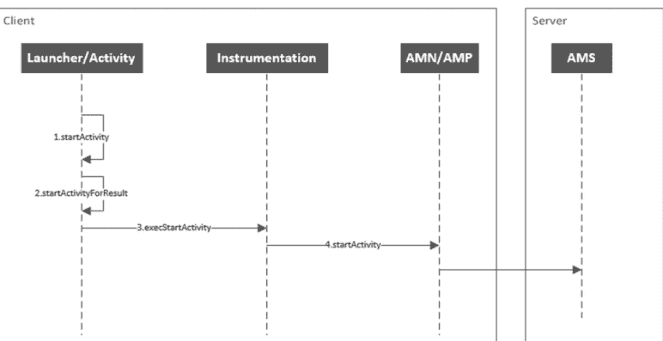 Client
Server
Launcher/Activity
Instrumentation
AMN/AMP
AMS
1.startActivity
2.startActivityForResult
3.execStartActivity
4.startActivity